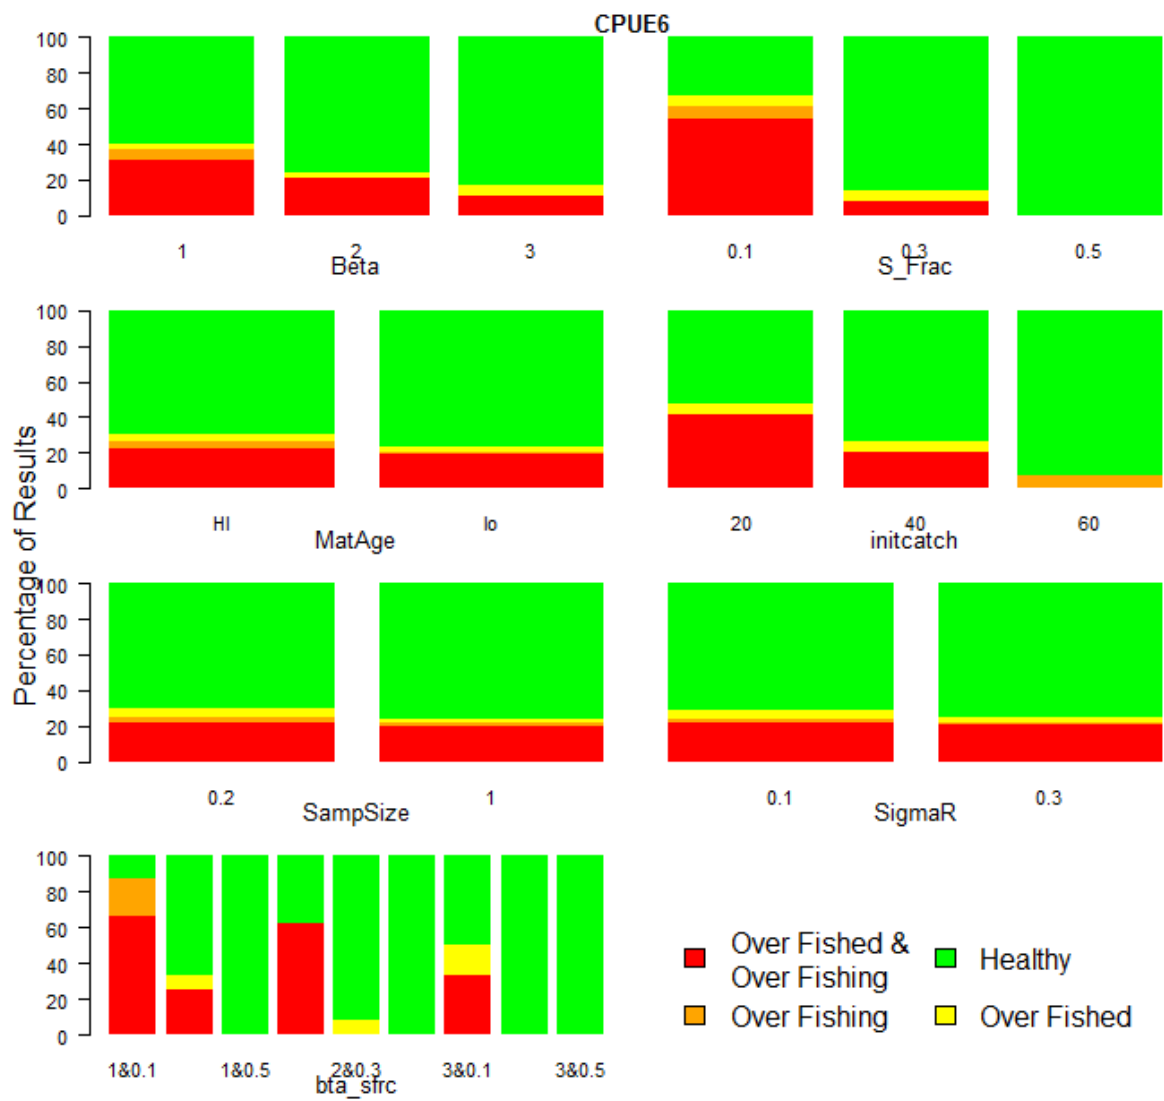 CPUE6
Percentage of Results
100
80
60
40
20
0
1
2
3
Beta
0.1
0.3
0.5
S_Frac
100
80
60
40
20
0
HI
lo
MatAge
20
40
60
initcatch
100
80
60
40
20
0
0.2
1
SampSize
0.1
0.3
SigmaR
100
80
60
40
20
0
1&0.1
1&0.5
2&0.3
3&0.1
3&0.5
bta_sfrc
Over Fished &
Over Fishing
Healthy
Over Fishing
Over Fished